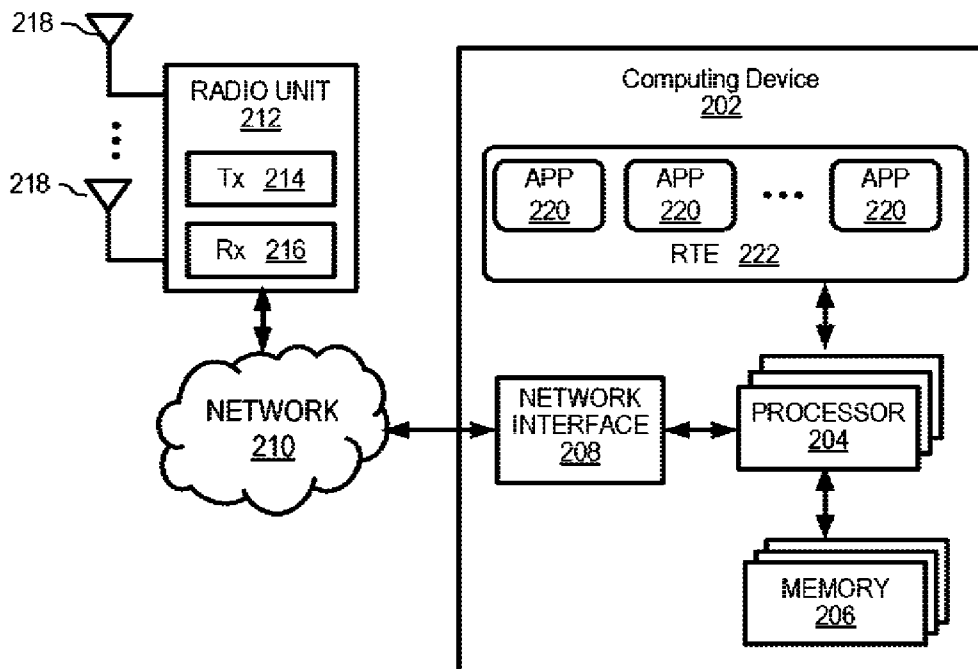 218
218
RADIO UNIT
212
Tx 214
Rx 216
NETWORK
210
Computing Device
202
APP
220
APP
220
APP
220
RTE 222
NETWORK
INTERFACE
208
PROCESSOR
204
MEMORY
206